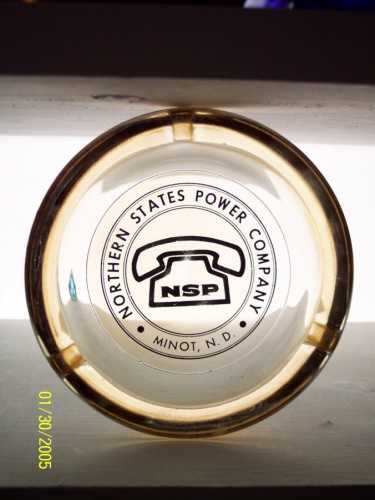 NORTHERN STATES POWER COMPANY
NSP
• MINOT, N. D. •
01/30/2005